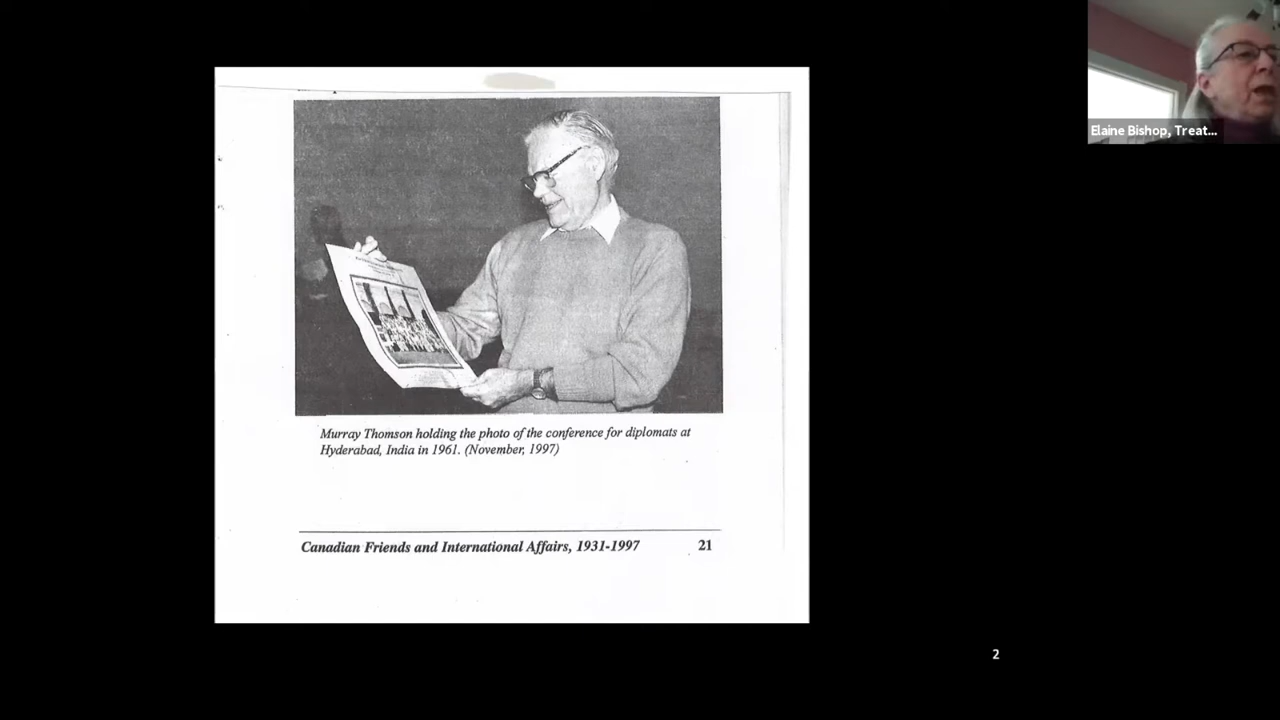 Elaine Bishop, Treat...
Murray Thomson holding the photo of the conference for diplomats at
Hyderabad, India in 1961. (November, 1997)
Canadian Friends and International Affairs, 1931-1997 21
2